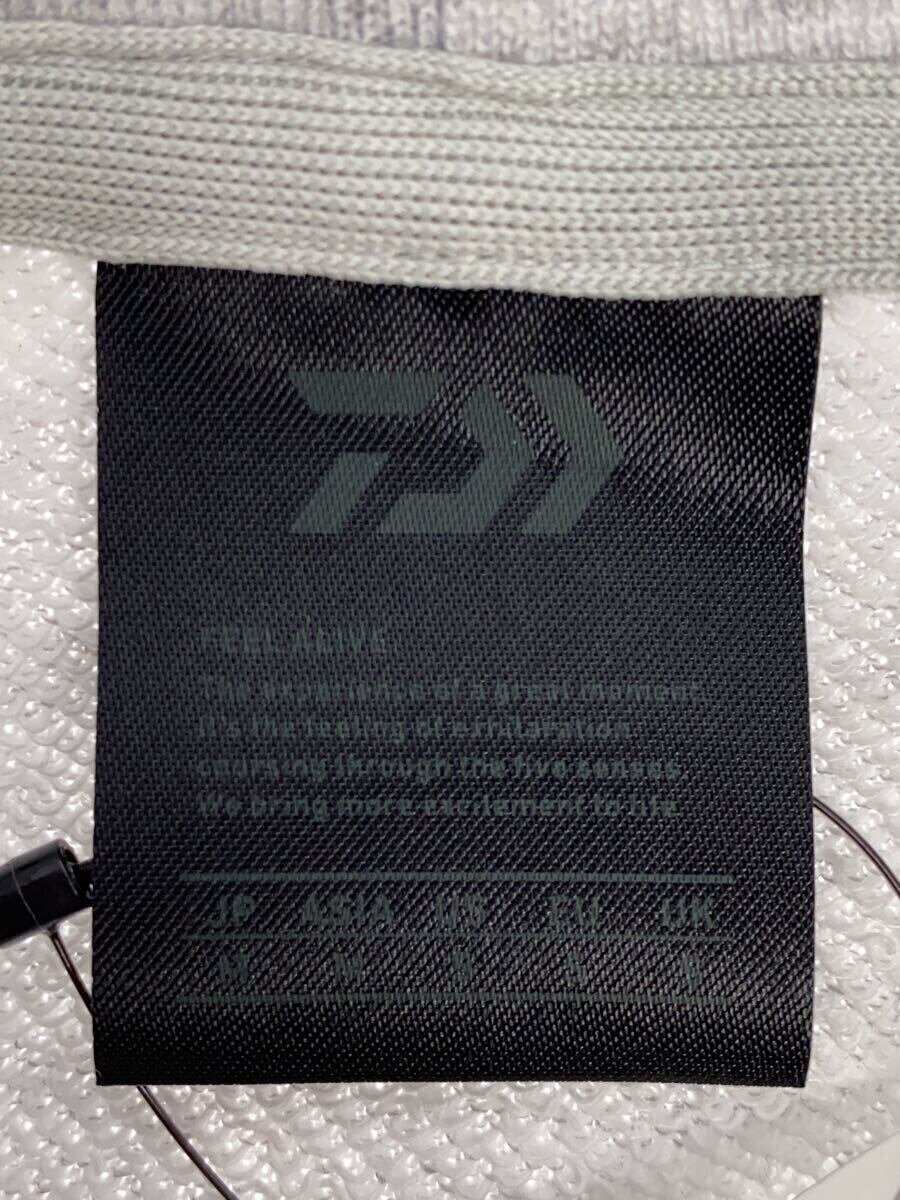 FEEL ALIVE
The experience of a great moment.
It's the feeling of exhilaration
coursing through the five senses.
We bring more excitement to life.
JP ASIA US EU UK
M M S S S